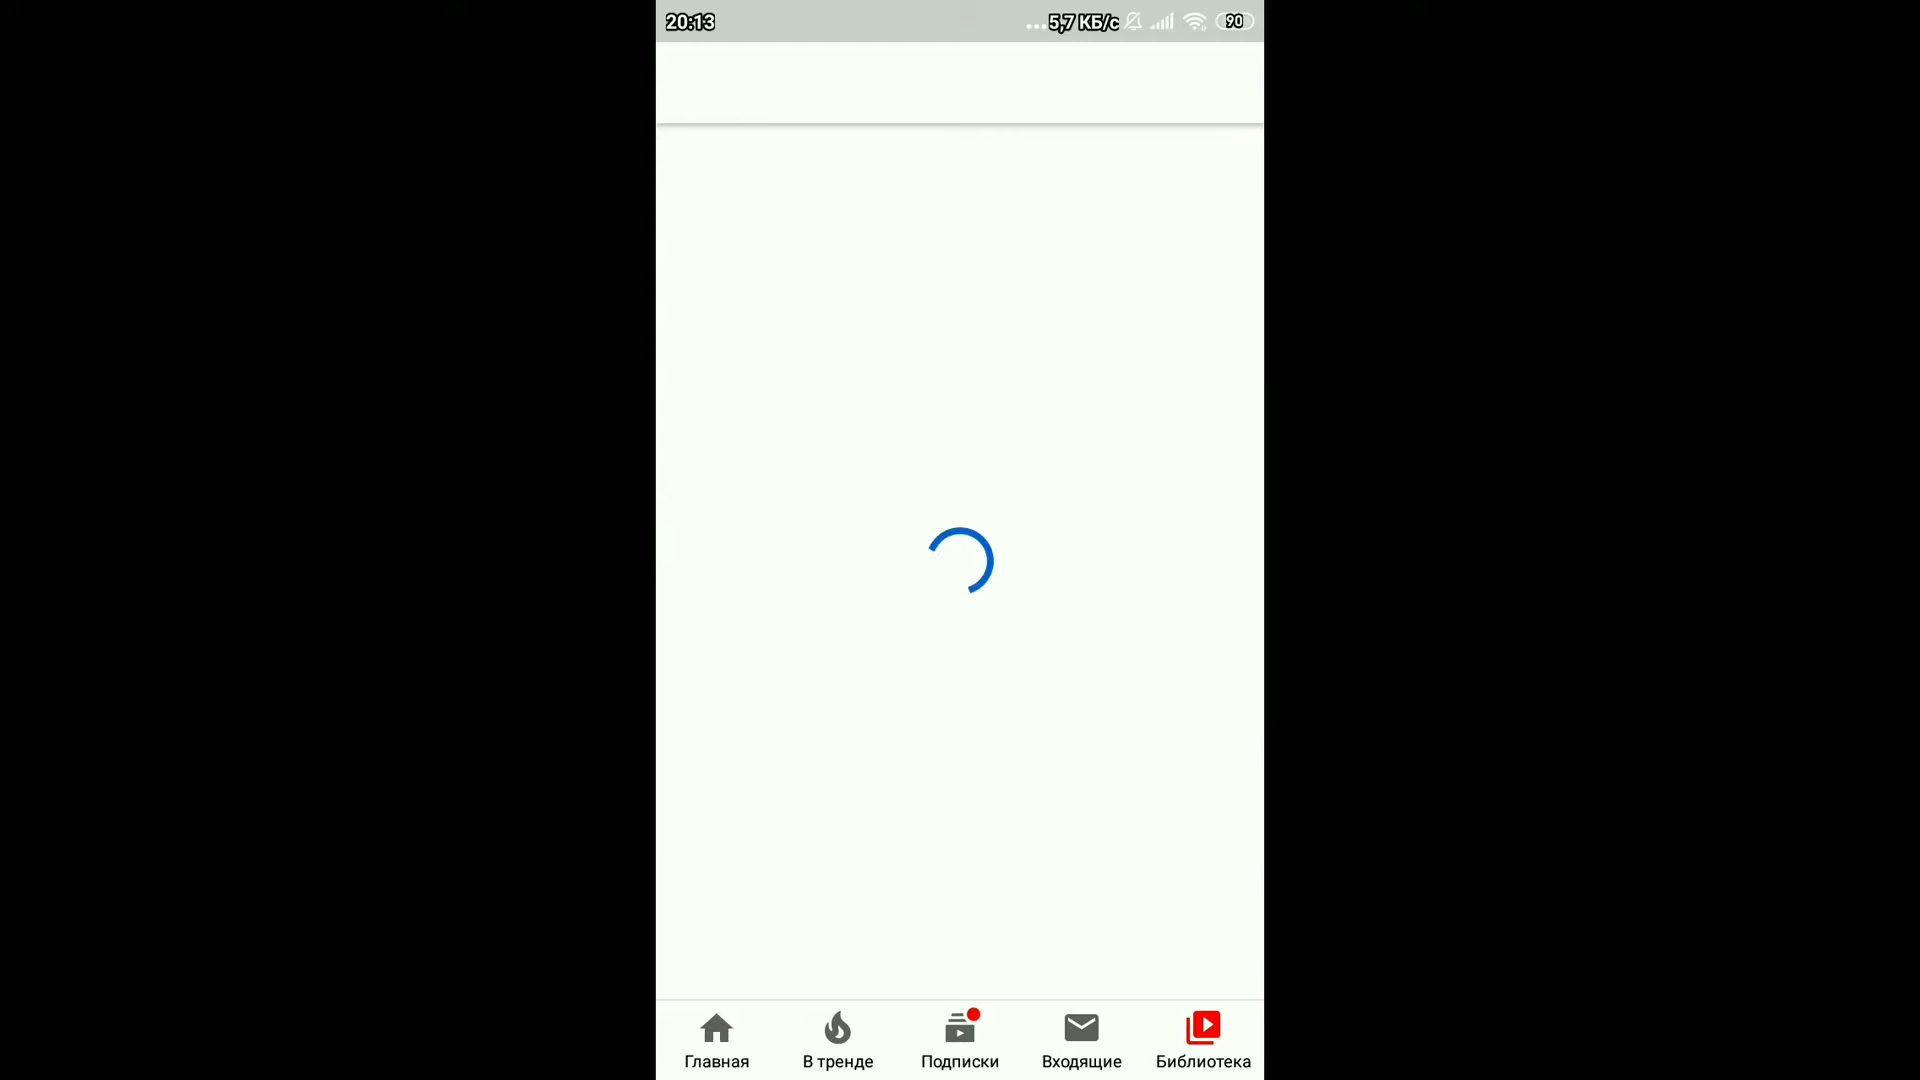 20:13 ...5,7 КБ/с 90
Главная В тренде Подписки Входящие Библиотека